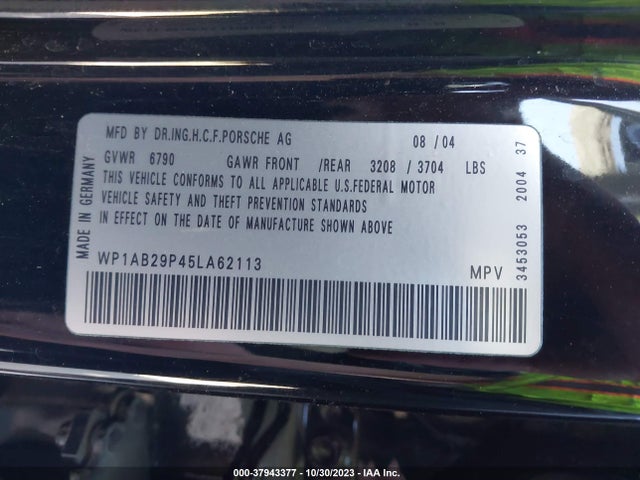 MFD BY DR.ING.H.C.F.PORSCHE AG 08 / 04
GVWR 6790 GAWR FRONT /REAR 3208 / 3704 LBS
THIS VEHICLE CONFORMS TO ALL APPLICABLE U.S.FEDERAL MOTOR
VEHICLE SAFETY AND THEFT PREVENTION STANDARDS
IN EFFECT ON THE DATE OF MANUFACTURE SHOWN ABOVE
WP1AB29P45LA62113 MPV
MADE IN GERMANY
3453053 2004 37
000-37943377 - 10/30/2023 - IAA Inc.